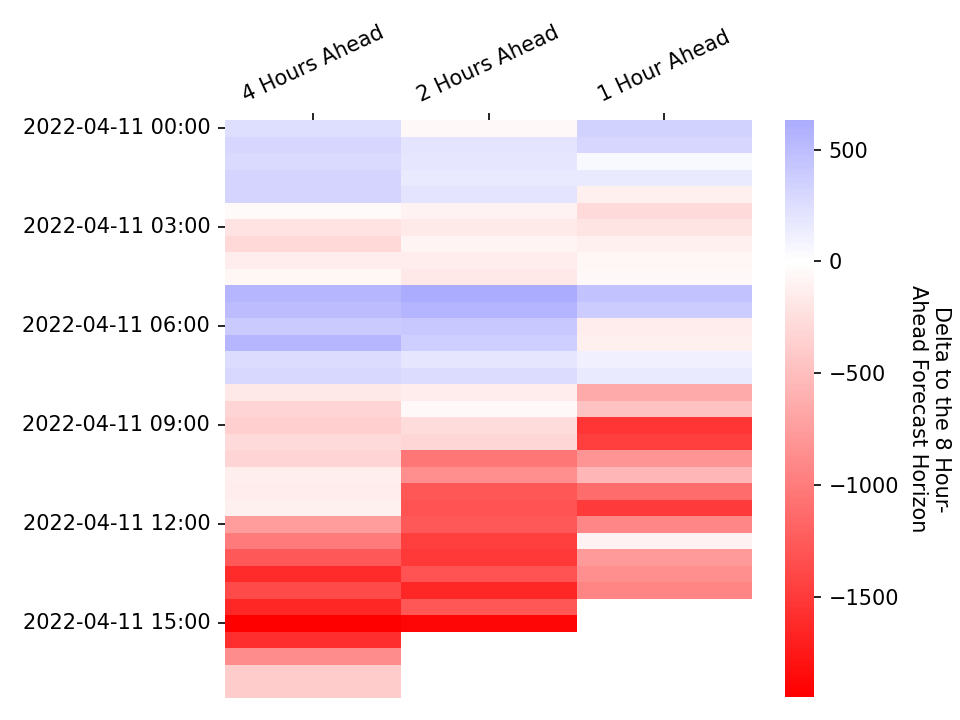 4 Hours Ahead
2 Hours Ahead
1 Hour Ahead
2022-04-11 00:00
2022-04-11 03:00
2022-04-11 06:00
2022-04-11 09:00
2022-04-11 12:00
2022-04-11 15:00
500
0
−500
−1000
−1500
Delta to the 8 Hour-
Ahead Forecast Horizon